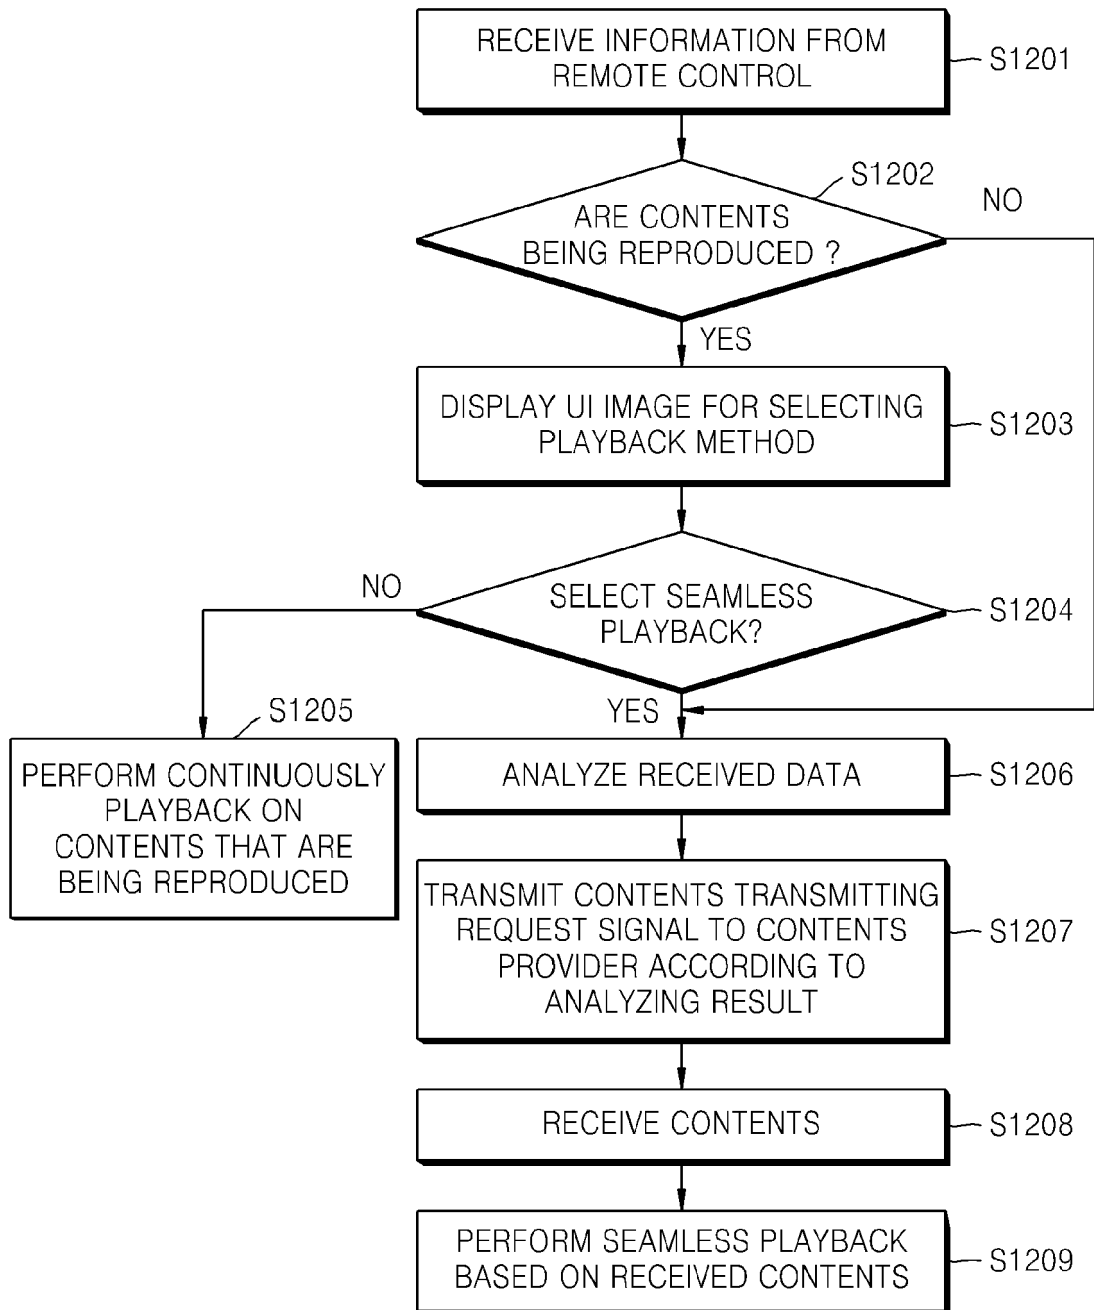 RECEIVE INFORMATION FROM
REMOTE CONTROL
S1201
S1202
ARE CONTENTS
BEING REPRODUCED ?
NO
YES
DISPLAY UI IMAGE FOR SELECTING
PLAYBACK METHOD
S1203
NO
SELECT SEAMLESS
PLAYBACK?
S1204
YES
S1205
PERFORM CONTINUOUSLY
PLAYBACK ON
CONTENTS THAT ARE
BEING REPRODUCED
ANALYZE RECEIVED DATA
S1206
TRANSMIT CONTENTS TRANSMITTING
REQUEST SIGNAL TO CONTENTS
PROVIDER ACCORDING TO
ANALYZING RESULT
S1207
RECEIVE CONTENTS
S1208
PERFORM SEAMLESS PLAYBACK
BASED ON RECEIVED CONTENTS
S1209